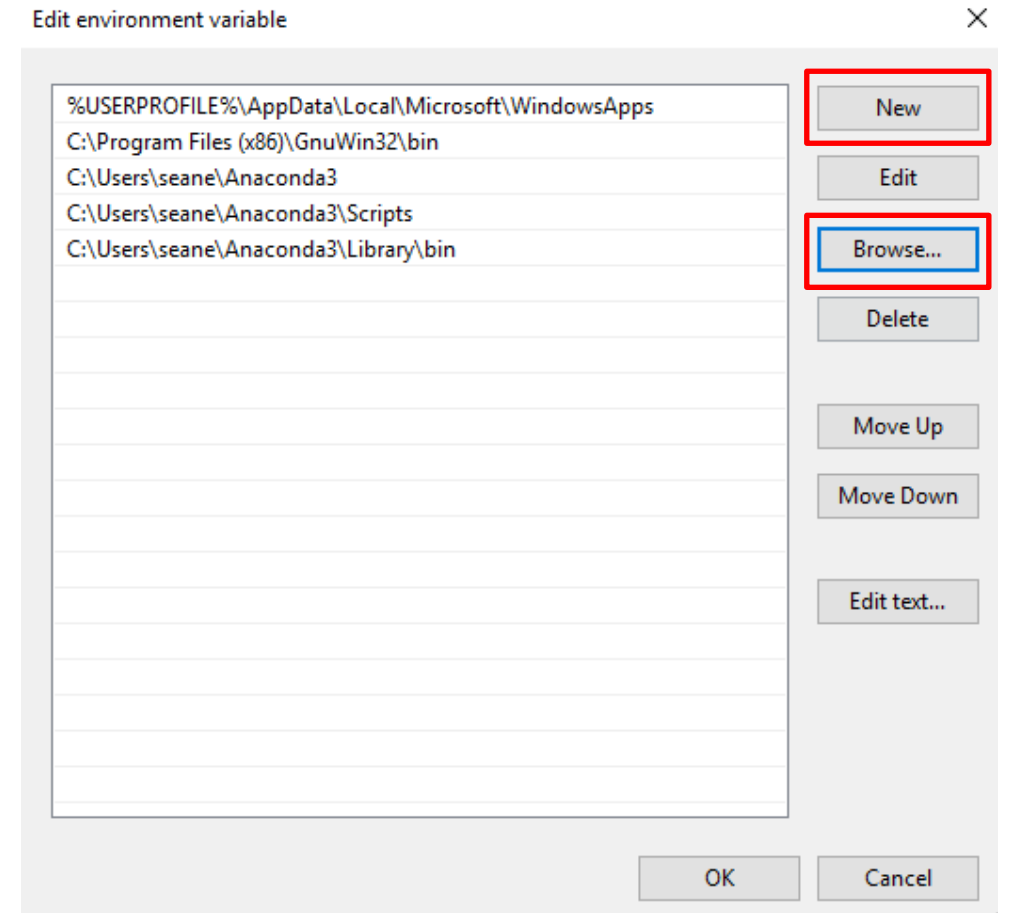 Edit environment variable
%USERPROFILE%\AppData\Local\Microsoft\WindowsApps
C:\Program Files (x86)\GnuWin32\bin
C:\Users\seane\Anaconda3
C:\Users\seane\Anaconda3\Scripts
C:\Users\seane\Anaconda3\Library\bin
New
Edit
Browse...
Delete
Move Up
Move Down
Edit text...
OK
Cancel